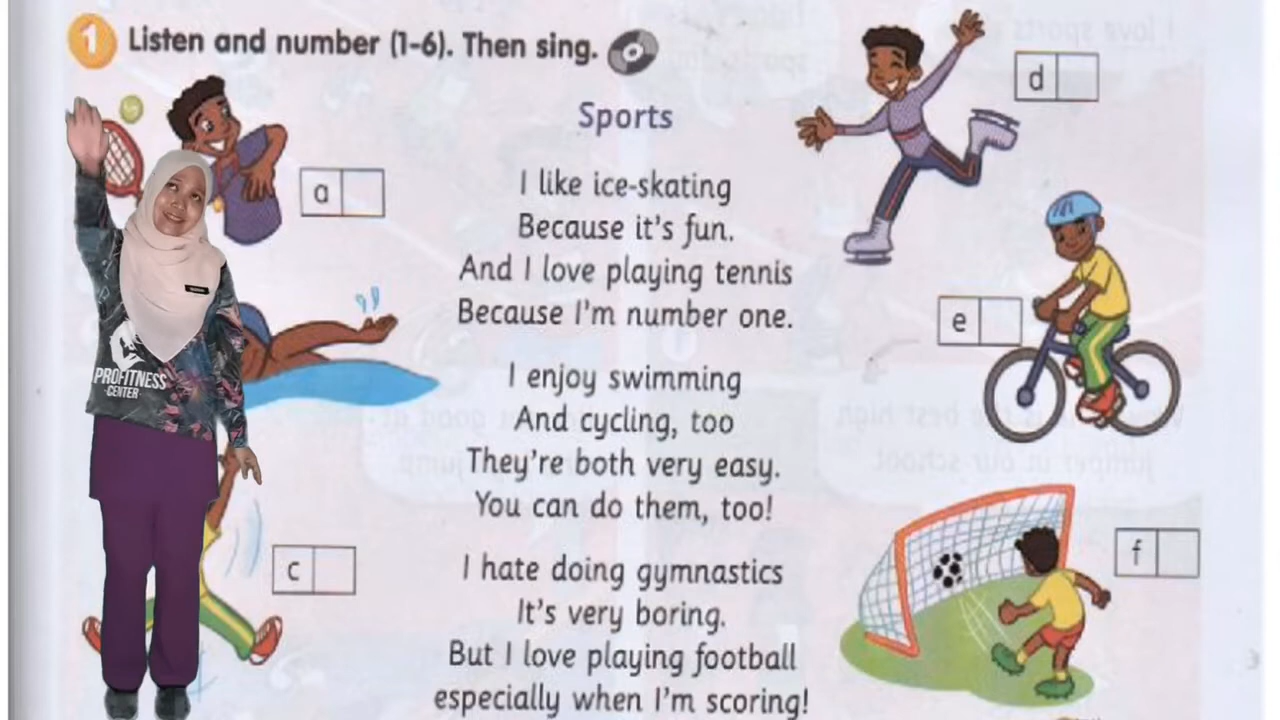 1 Listen and number (1-6). Then sing.
Sports
I like ice-skating
Because it's fun.
And I love playing tennis
Because I'm number one.
I enjoy swimming
And cycling, too
They're both very easy.
You can do them, too!
I hate doing gymnastics
It's very boring.
But I love playing football
especially when I'm scoring!
a
c
d
e
f
PROFITNESS
CENTER